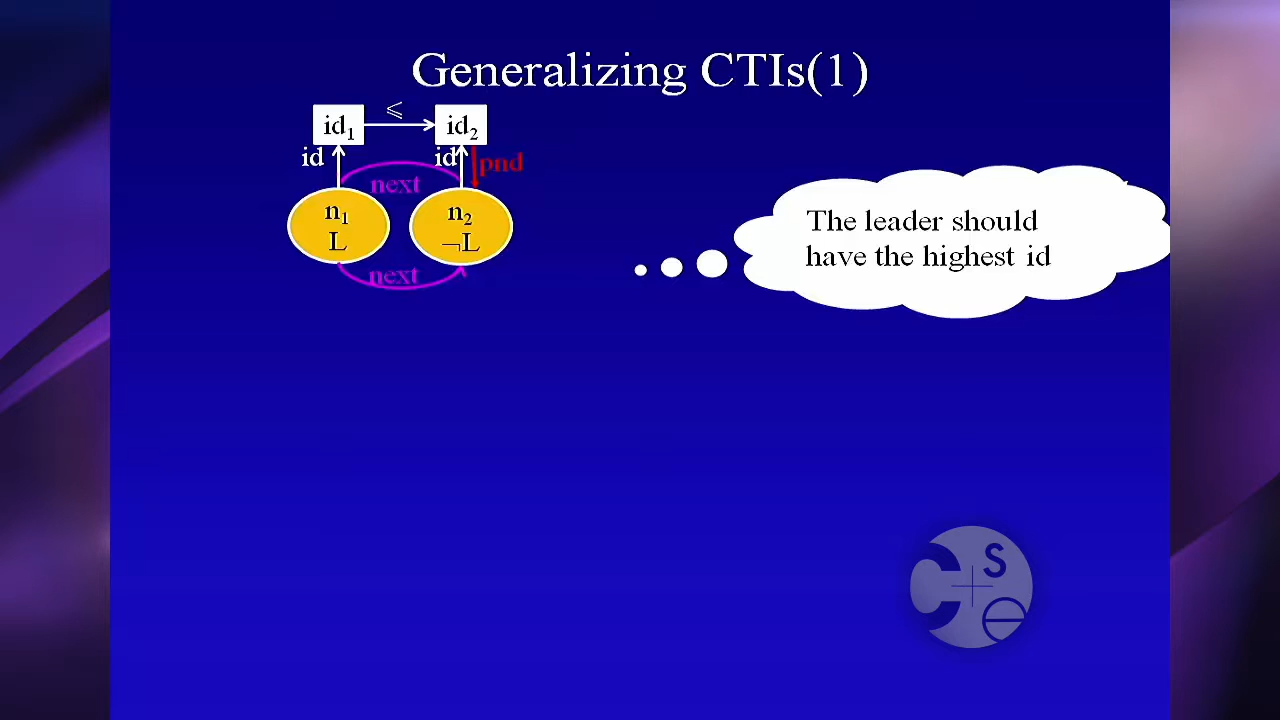 Generalizing CTIs(1)
⩽
id₁ id₂
id id pnd
next
n₁ n₂
L ¬L
next
The leader should
have the highest id
C S e